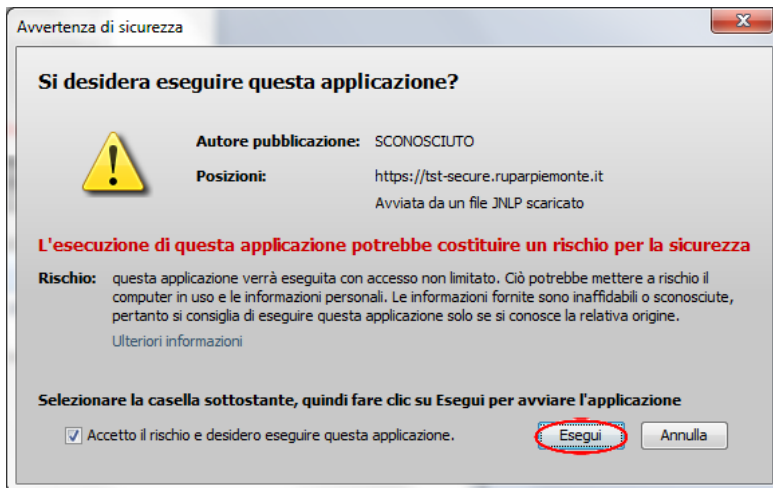 Avvertenza di sicurezza
Si desidera eseguire questa applicazione?
Autore pubblicazione: SCONOSCIUTO
Posizioni: https://tst-secure.ruparpiemonte.it
Avviata da un file JNLP scaricato
L'esecuzione di questa applicazione potrebbe costituire un rischio per la sicurezza
Rischio: questa applicazione verrà eseguita con accesso non limitato. Ciò potrebbe mettere a rischio il
computer in uso e le informazioni personali. Le informazioni fornite sono inaffidabili o sconosciute,
pertanto si consiglia di eseguire questa applicazione solo se si conosce la relativa origine.
Ulteriori informazioni
Selezionare la casella sottostante, quindi fare clic su Esegui per avviare l'applicazione
Accetto il rischio e desidero eseguire questa applicazione. Esegui Annulla